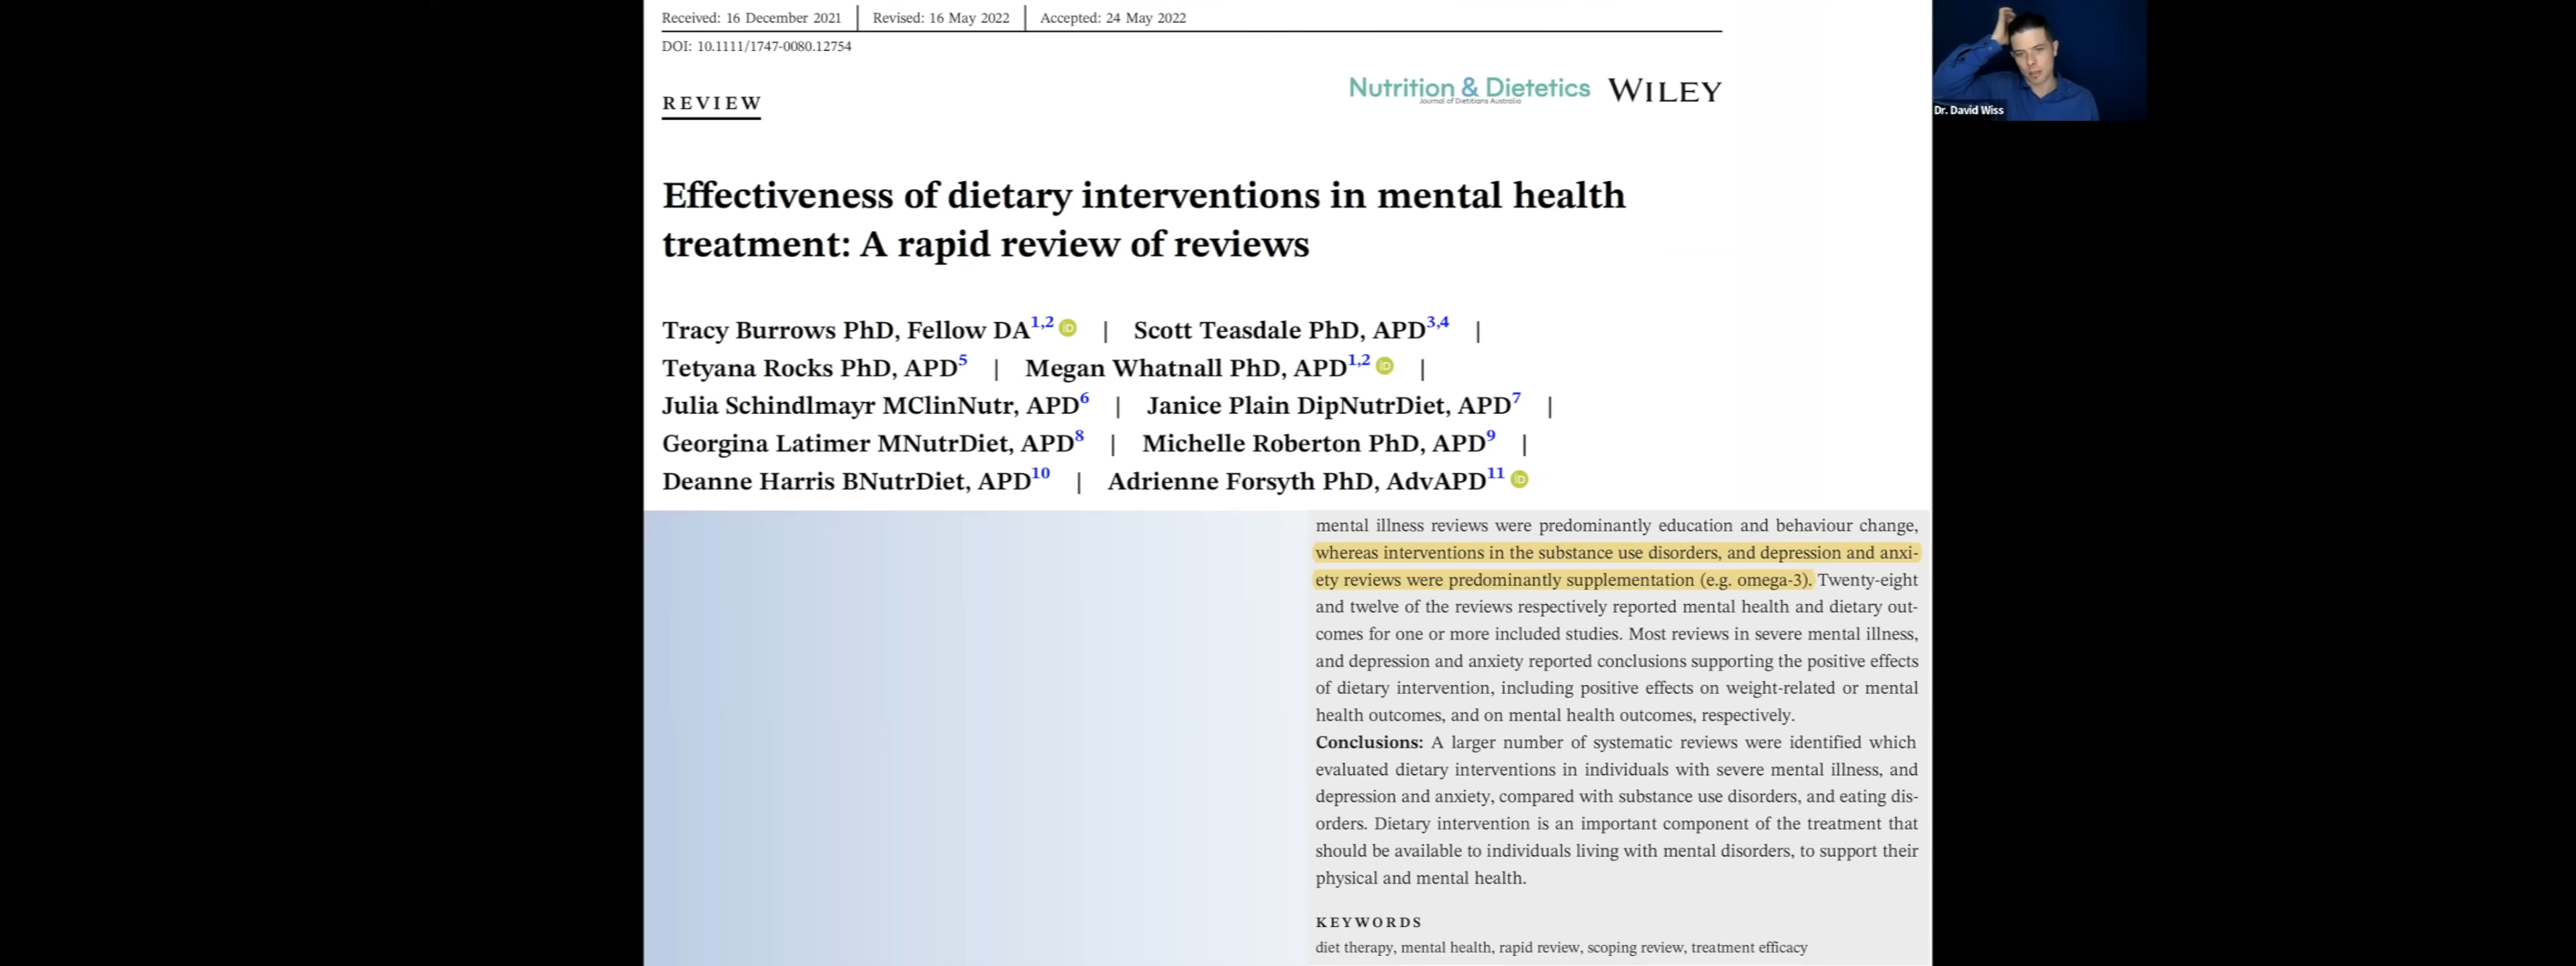 Received: 16 December 2021 | Revised: 16 May 2022 | Accepted: 24 May 2022
DOI: 10.1111/1747-0080.12754
Nutrition & Dietetics WILEY
Journal of Dietitians Australia
REVIEW
Dr. David Wiss
Effectiveness of dietary interventions in mental health
treatment: A rapid review of reviews
Tracy Burrows PhD, Fellow DA1,2 iD | Scott Teasdale PhD, APD3,4 |
Tetyana Rocks PhD, APD5 | Megan Whatnall PhD, APD1,2 iD |
Julia Schindlmayr MClinNutr, APD6 | Janice Plain DipNutrDiet, APD7 |
Georgina Latimer MNutrDiet, APD8 | Michelle Roberton PhD, APD9 |
Deanne Harris BNutrDiet, APD10 | Adrienne Forsyth PhD, AdvAPD11 iD
mental illness reviews were predominantly education and behaviour change,
whereas interventions in the substance use disorders, and depression and anxi-
ety reviews were predominantly supplementation (e.g. omega-3). Twenty-eight
and twelve of the reviews respectively reported mental health and dietary out-
comes for one or more included studies. Most reviews in severe mental illness,
and depression and anxiety reported conclusions supporting the positive effects
of dietary intervention, including positive effects on weight-related or mental
health outcomes, and on mental health outcomes, respectively.
Conclusions: A larger number of systematic reviews were identified which
evaluated dietary interventions in individuals with severe mental illness, and
depression and anxiety, compared with substance use disorders, and eating dis-
orders. Dietary intervention is an important component of the treatment that
should be available to individuals living with mental disorders, to support their
physical and mental health.
KEYWORDS
diet therapy, mental health, rapid review, scoping review, treatment efficacy